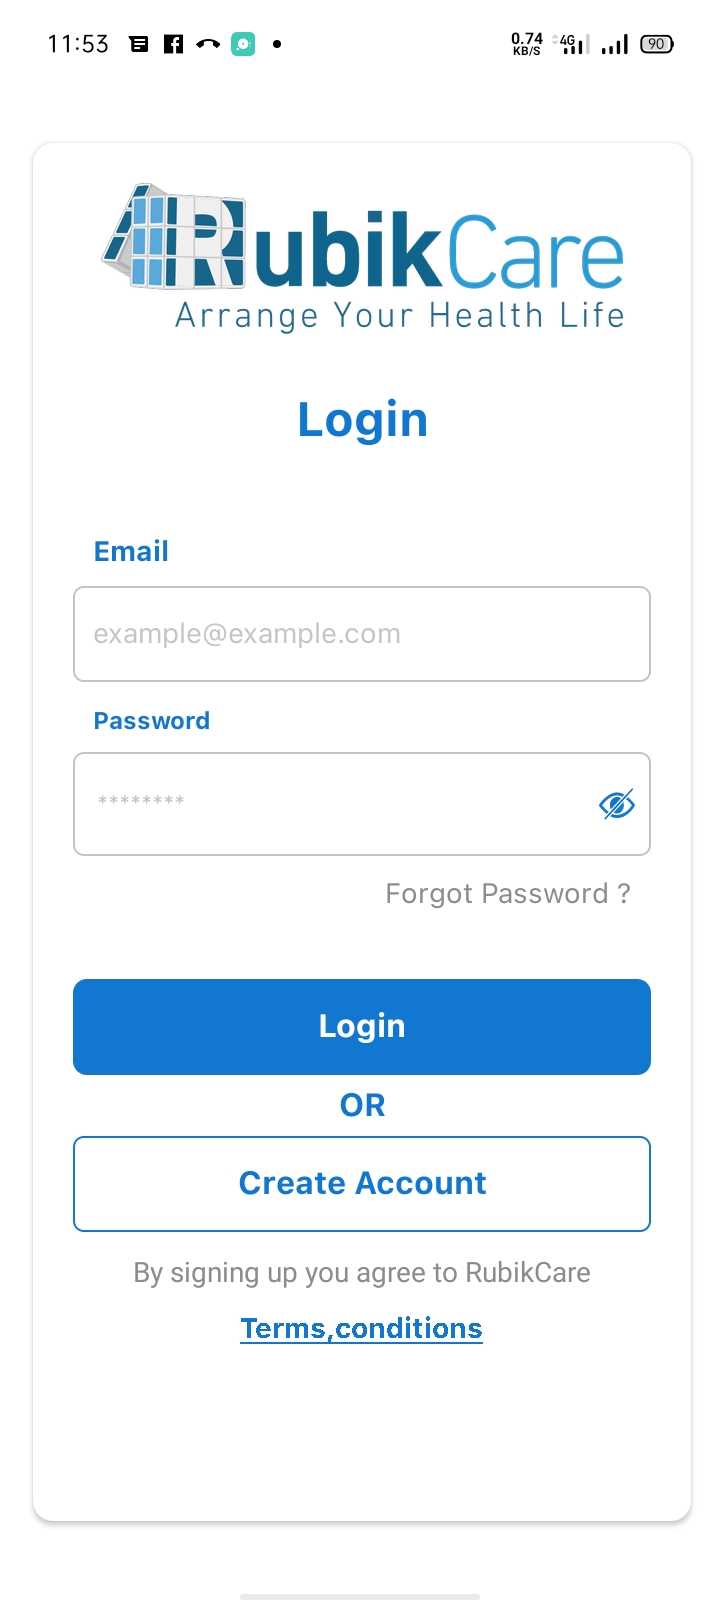 11:53 0.74 KB/S 4G 90
RubikCare
Arrange Your Health Life
Login
Email
example@example.com
Password
********
Forgot Password ?
Login
OR
Create Account
By signing up you agree to RubikCare
Terms,conditions